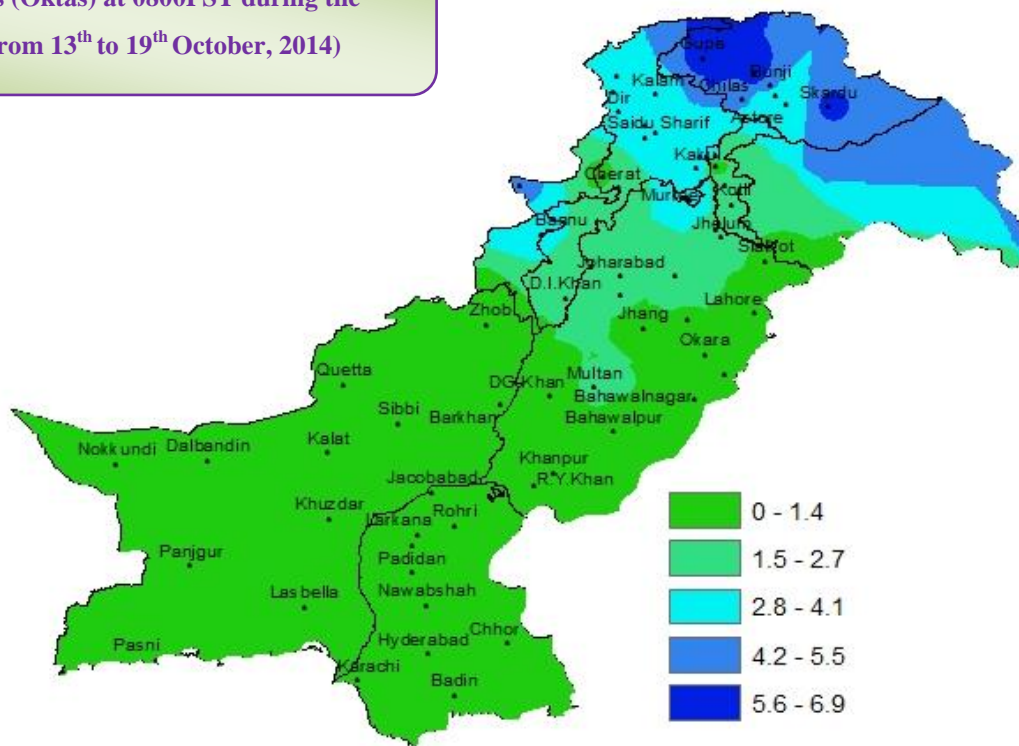 (Oktas) at 0800PST during the
from 13th to 19th October, 2014)
Gupa
Bunji
Kalam
Chilas
Skardu
Dir
Astore
Saidu Sharif
Kakul
Cherat
Murree
Kotli
Bannu
Jhelum
Sialkot
Joharabad
D.I.Khan
Lahore
Zhob
Jhang
Okara
Quetta
Multan
DG.Khan
Bahawalnagar
Sibbi
Barkhan
Bahawalpur
Nokkundi
Dalbandin
Kalat
Khanpur
Jacobabad
R.Y.Khan
Khuzdar
Rohri
Larkana
Panjgur
Padidan
Lasbella
Nawabshah
Chhor
Pasni
Hyderabad
Karachi
Badin
0 - 1.4
1.5 - 2.7
2.8 - 4.1
4.2 - 5.5
5.6 - 6.9